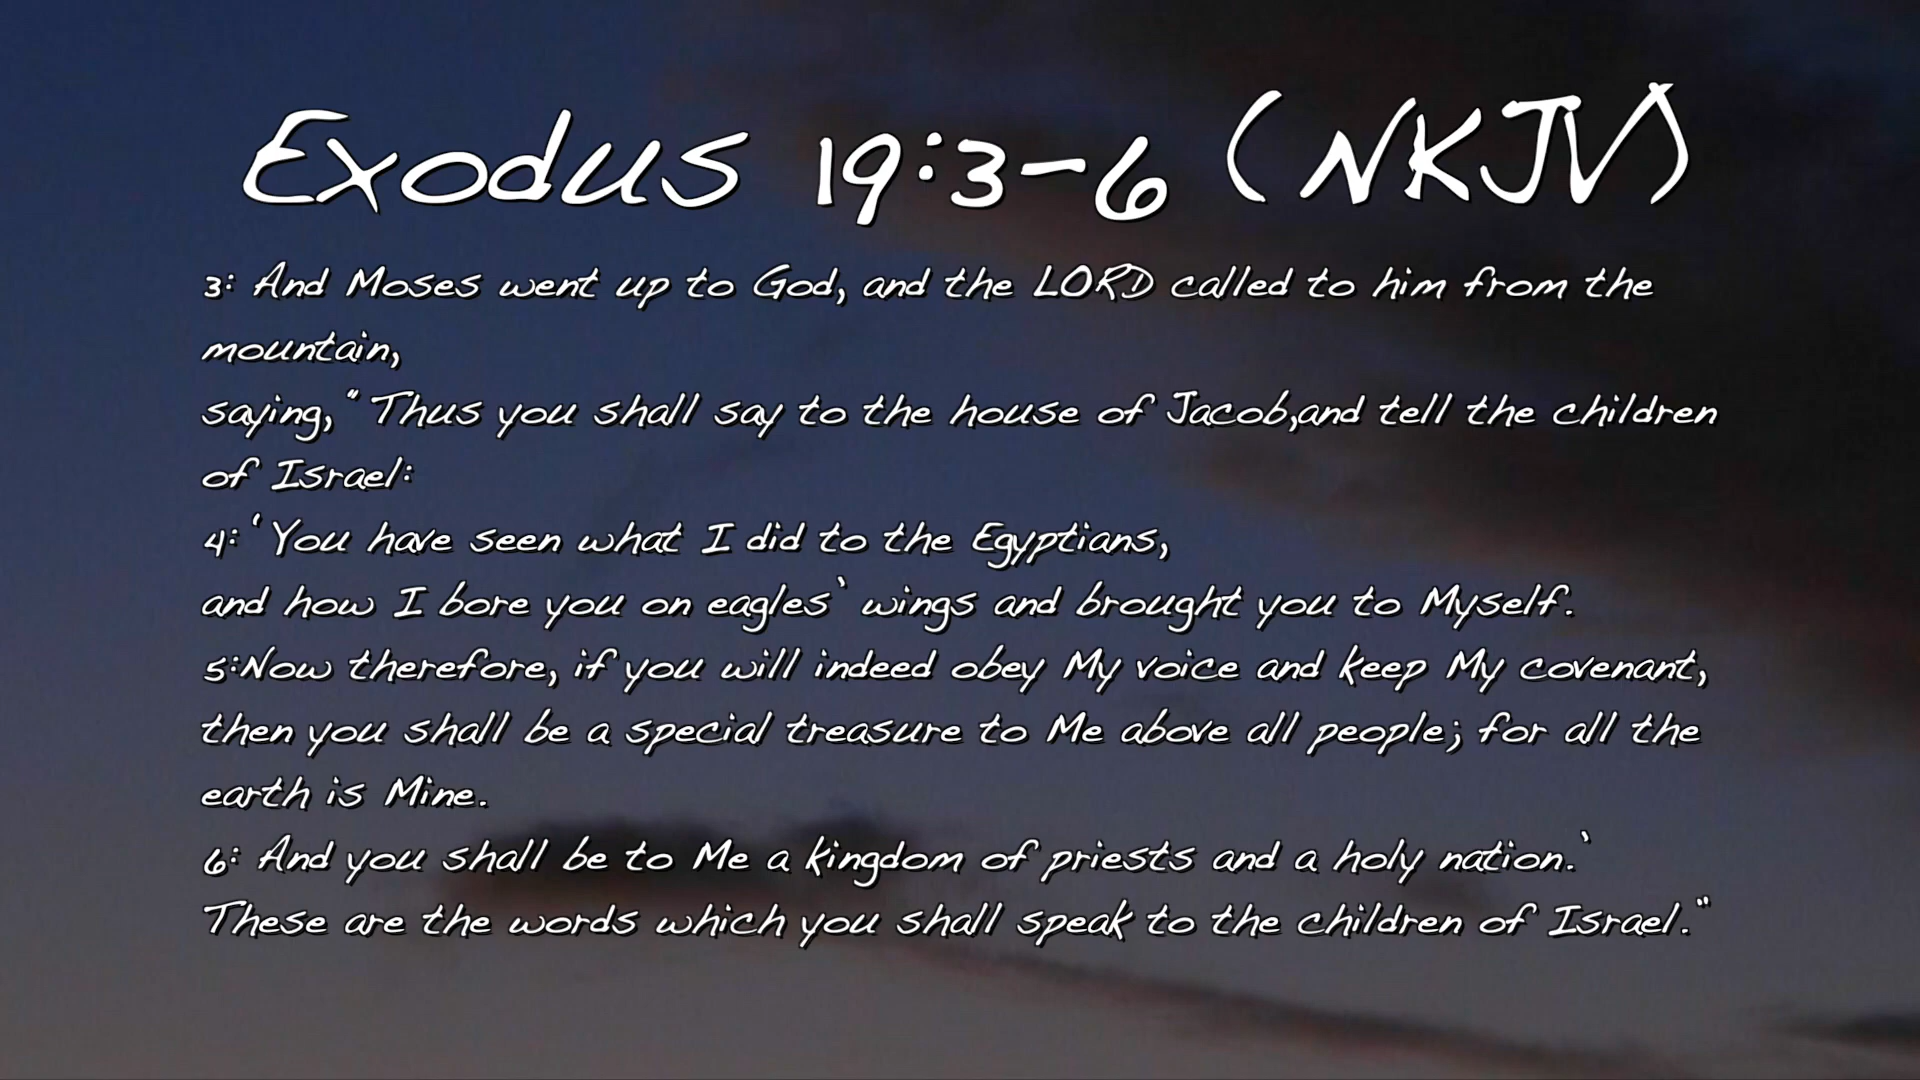 Exodus 19:3-6 (NKJV)
3: And Moses went up to God, and the LORD called to him from the
mountain,
saying, "Thus you shall say to the house of Jacob,and tell the children
of Israel:
4: 'You have seen what I did to the Egyptians,
and how I bore you on eagles' wings and brought you to Myself.
5:Now therefore, if you will indeed obey My voice and keep My covenant,
then you shall be a special treasure to Me above all people; for all the
earth is Mine.
6: And you shall be to Me a kingdom of priests and a holy nation.'
These are the words which you shall speak to the children of Israel."